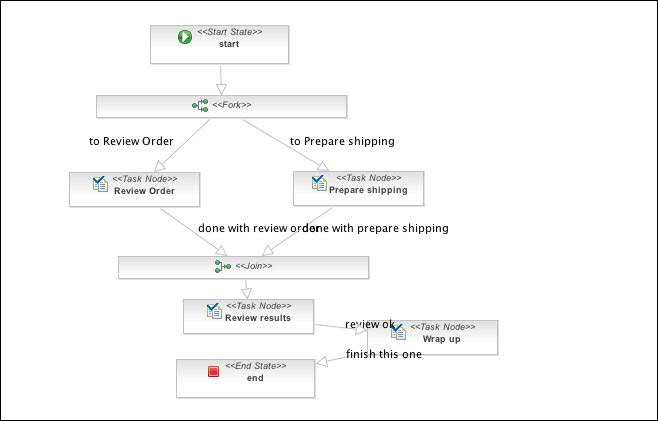 <<Start State>>
start
<<Fork>>
to Review Order
to Prepare shipping
<<Task Node>>
Review Order
<<Task Node>>
Prepare shipping
done with review order
done with prepare shipping
<<Join>>
<<Task Node>>
Review results
review ok
<<Task Node>>
Wrap up
finish this one
<<End State>>
end